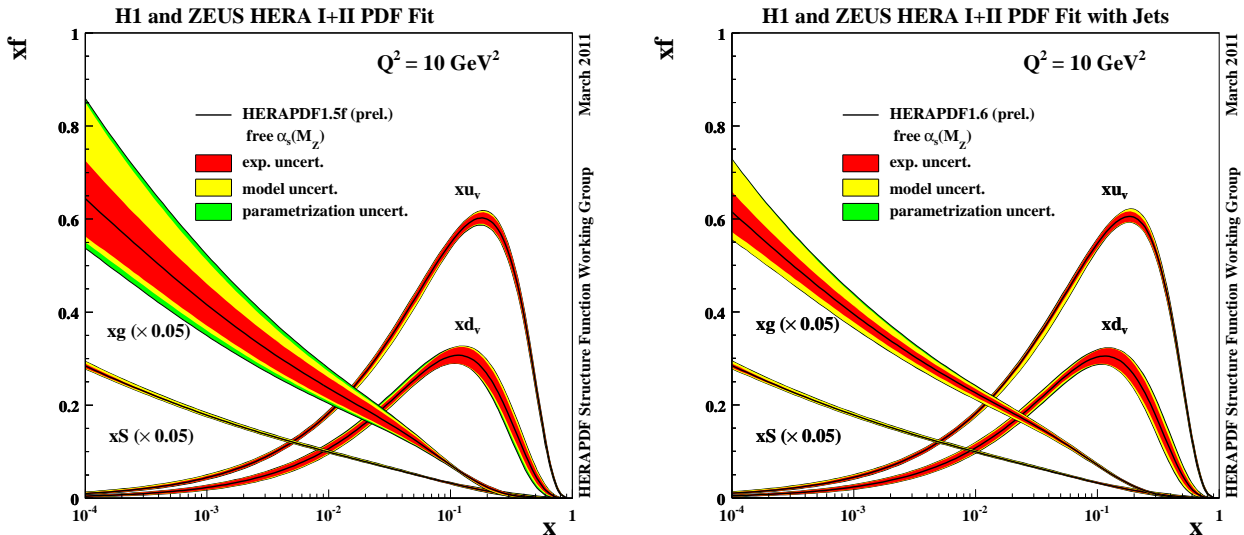 H1 and ZEUS HERA I+II PDF Fit
xf
1
0.8
0.6
0.4
0.2
0
Q² = 10 GeV²
HERAPDF1.5f (prel.)
free αs(MZ)
exp. uncert.
model uncert.
parametrization uncert.
xuv
xdv
xg (× 0.05)
xS (× 0.05)
10⁻⁴ 10⁻³ 10⁻² 10⁻¹ 1
x
HERAPDF Structure Function Working Group March 2011
H1 and ZEUS HERA I+II PDF Fit with Jets
xf
1
0.8
0.6
0.4
0.2
0
Q² = 10 GeV²
HERAPDF1.6 (prel.)
free αs(MZ)
exp. uncert.
model uncert.
parametrization uncert.
xuv
xdv
xg (× 0.05)
xS (× 0.05)
10⁻⁴ 10⁻³ 10⁻² 10⁻¹ 1
x
HERAPDF Structure Function Working Group March 2011